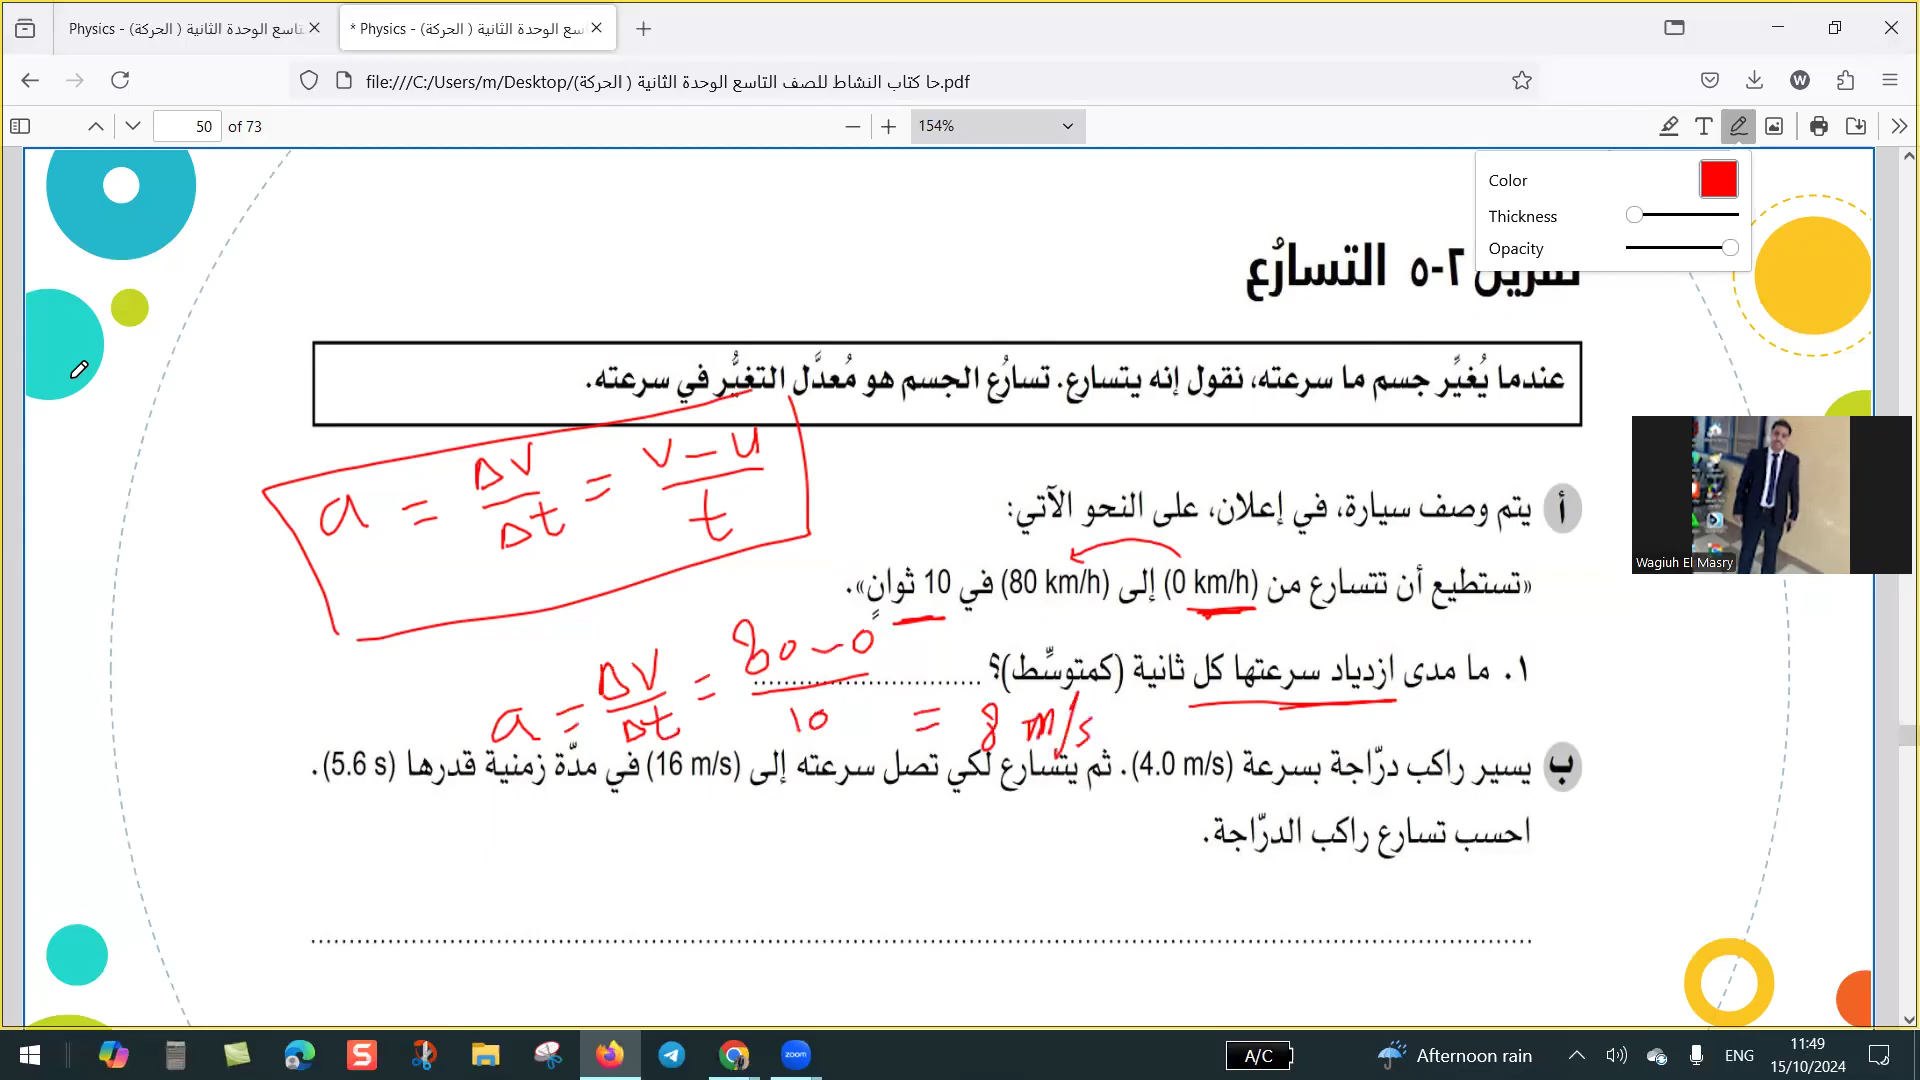 Physics - تاسع الوحدة الثانية ( الحركة)
* Physics - سع الوحدة الثانية ( الحركة)
file:///C:/Users/m/Desktop/حا كتاب النشاط للصف التاسع الوحدة الثانية ( الحركة).pdf
50 of 73
154%
Color
Thickness
Opacity
تمرين ٢-٥ التسارُع
عندما يُغيِّر جسم ما سرعته، نقول إنه يتسارع. تسارُع الجسم هو مُعدَّل التغيُّر في سرعته.
a = ΔV/Δt = v-u/t
أ يتم وصف سيارة، في إعلان، على النحو الآتي:
«تستطيع أن تتسارع من (0 km/h) إلى (80 km/h) في 10 ثوانٍ».
١. ما مدى ازدياد سرعتها كل ثانية (كمتوسِّط)؟ ..............................
a = ΔV/Δt = 80-0/10 = 8 m/s
ب يسير راكب درّاجة بسرعة (4.0 m/s). ثم يتسارع لكي تصل سرعته إلى (16 m/s) في مدّة زمنية قدرها (5.6 s).
احسب تسارع راكب الدرّاجة.
Wagiuh El Masry
W
S
zoom
A/C
Afternoon rain
ENG
11:49
15/10/2024